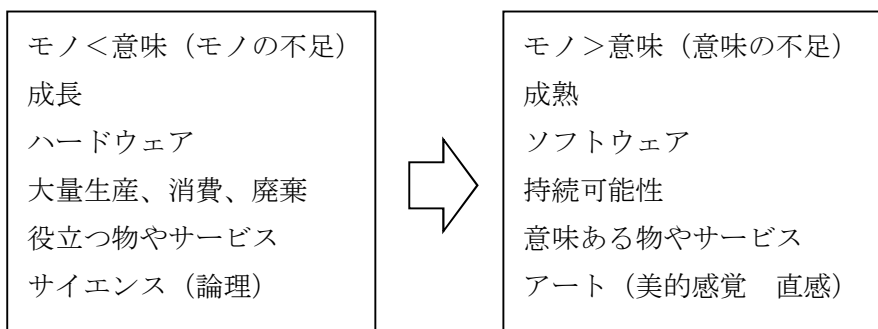 モノ<意味（モノの不足）
成長
ハードウェア
大量生産、消費、廃棄
役立つ物やサービス
サイエンス（論理）
モノ>意味（意味の不足）
成熟
ソフトウェア
持続可能性
意味ある物やサービス
アート（美的感覚　直感）